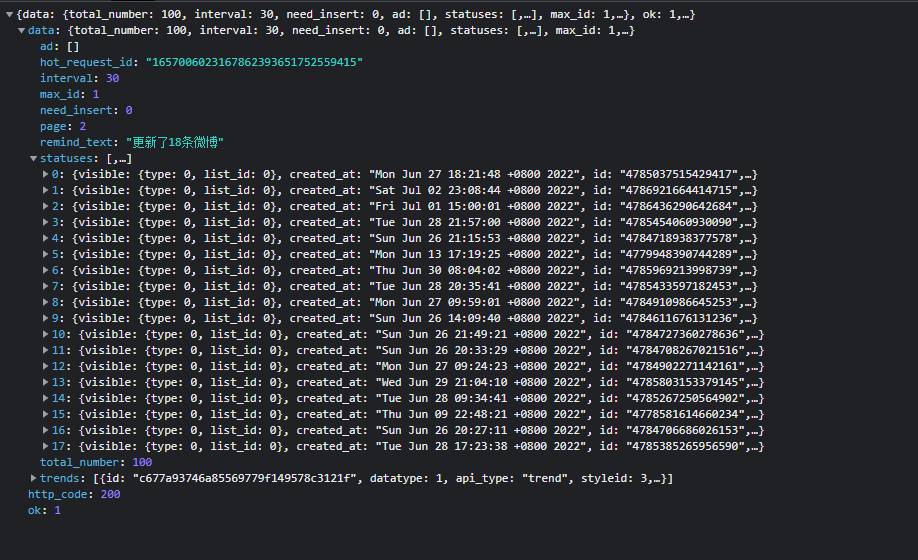 {data: {total_number: 100, interval: 30, need_insert: 0, ad: [], statuses: [,…], max_id: 1,…}, ok: 1,…}
data: {total_number: 100, interval: 30, need_insert: 0, ad: [], statuses: [,…], max_id: 1,…}
ad: []
hot_request_id: "1657006023167862393651752559415"
interval: 30
max_id: 1
need_insert: 0
page: 2
remind_text: "更新了18条微博"
statuses: [,…]
0: {visible: {type: 0, list_id: 0}, created_at: "Mon Jun 27 18:21:48 +0800 2022", id: "4785037515429417",…}
1: {visible: {type: 0, list_id: 0}, created_at: "Sat Jul 02 23:08:44 +0800 2022", id: "4786921664414715",…}
2: {visible: {type: 0, list_id: 0}, created_at: "Fri Jul 01 15:00:01 +0800 2022", id: "4786436290642684",…}
3: {visible: {type: 0, list_id: 0}, created_at: "Tue Jun 28 21:57:00 +0800 2022", id: "4785454060930090",…}
4: {visible: {type: 0, list_id: 0}, created_at: "Sun Jun 26 21:15:53 +0800 2022", id: "4784718938377578",…}
5: {visible: {type: 0, list_id: 0}, created_at: "Mon Jun 13 17:19:25 +0800 2022", id: "4779948390744289",…}
6: {visible: {type: 0, list_id: 0}, created_at: "Thu Jun 30 08:04:02 +0800 2022", id: "4785969213998739",…}
7: {visible: {type: 0, list_id: 0}, created_at: "Tue Jun 28 20:35:41 +0800 2022", id: "4785433597182453",…}
8: {visible: {type: 0, list_id: 0}, created_at: "Mon Jun 27 09:59:01 +0800 2022", id: "4784910986645253",…}
9: {visible: {type: 0, list_id: 0}, created_at: "Sun Jun 26 14:09:40 +0800 2022", id: "4784611676131236",…}
10: {visible: {type: 0, list_id: 0}, created_at: "Sun Jun 26 21:49:21 +0800 2022", id: "4784727360278636",…}
11: {visible: {type: 0, list_id: 0}, created_at: "Sun Jun 26 20:33:29 +0800 2022", id: "4784708267021516",…}
12: {visible: {type: 0, list_id: 0}, created_at: "Mon Jun 27 09:24:23 +0800 2022", id: "4784902271142161",…}
13: {visible: {type: 0, list_id: 0}, created_at: "Wed Jun 29 21:04:10 +0800 2022", id: "4785803153379145",…}
14: {visible: {type: 0, list_id: 0}, created_at: "Tue Jun 28 09:34:41 +0800 2022", id: "4785267250564902",…}
15: {visible: {type: 0, list_id: 0}, created_at: "Thu Jun 09 22:48:21 +0800 2022", id: "4778581614660234",…}
16: {visible: {type: 0, list_id: 0}, created_at: "Sun Jun 26 20:27:11 +0800 2022", id: "4784706686026153",…}
17: {visible: {type: 0, list_id: 0}, created_at: "Tue Jun 28 17:23:38 +0800 2022", id: "4785385265956590",…}
total_number: 100
trends: [{id: "c677a93746a85569779f149578c3121f", datatype: 1, api_type: "trend", styleid: 3,…}]
http_code: 200
ok: 1